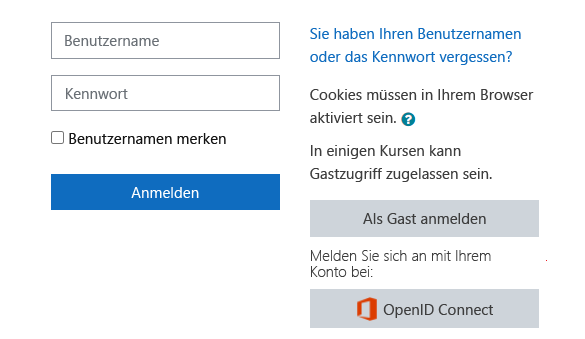 Benutzername
Kennwort
Benutzernamen merken
Anmelden
Sie haben Ihren Benutzernamen
oder das Kennwort vergessen?
Cookies müssen in Ihrem Browser
aktiviert sein. ?
In einigen Kursen kann
Gastzugriff zugelassen sein.
Als Gast anmelden
Melden Sie sich an mit Ihrem
Konto bei:
OpenID Connect